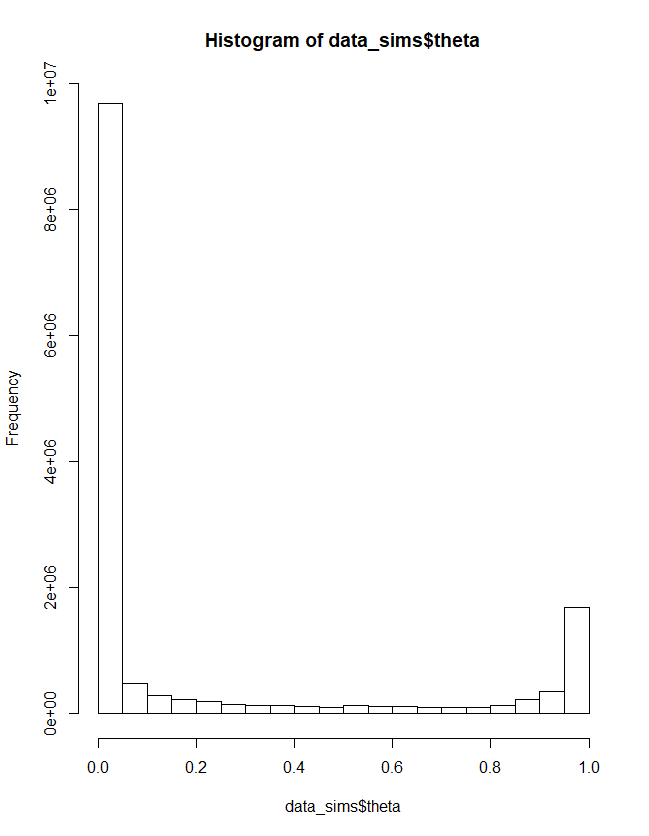 Histogram of data_sims$theta
Frequency
1e+07
8e+06
6e+06
4e+06
2e+06
0e+00
0.0 0.2 0.4 0.6 0.8 1.0
data_sims$theta